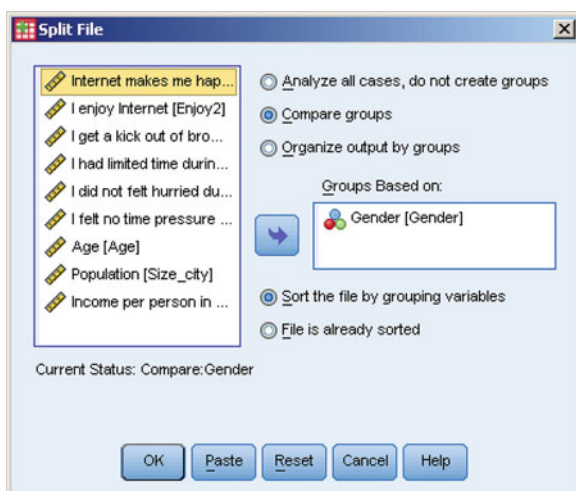 Split File
Internet makes me hap...
I enjoy Internet [Enjoy2]
I get a kick out of bro...
I had limited time durin...
I did not felt hurried du...
I felt no time pressure ...
Age [Age]
Population [Size_city]
Income per person in ...
Analyze all cases, do not create groups
Compare groups
Organize output by groups
Groups Based on:
Gender [Gender]
Sort the file by grouping variables
File is already sorted
Current Status: Compare:Gender
OK Paste Reset Cancel Help